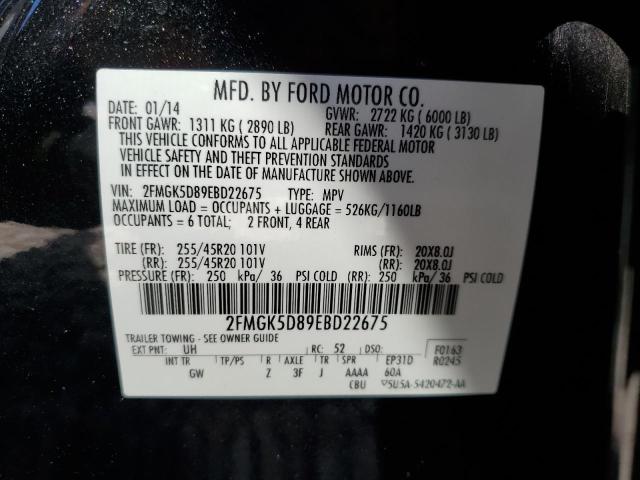 MFD. BY FORD MOTOR CO.
DATE: 01/14 GVWR: 2722 KG ( 6000 LB)
FRONT GAWR: 1311 KG ( 2890 LB) REAR GAWR: 1420 KG ( 3130 LB)
THIS VEHICLE CONFORMS TO ALL APPLICABLE FEDERAL MOTOR
VEHICLE SAFETY AND THEFT PREVENTION STANDARDS
IN EFFECT ON THE DATE OF MANUFACTURE SHOWN ABOVE.
VIN: 2FMGK5D89EBD22675 TYPE: MPV
MAXIMUM LOAD = OCCUPANTS + LUGGAGE = 526KG/1160LB
OCCUPANTS = 6 TOTAL; 2 FRONT, 4 REAR
TIRE (FR): 255/45R20 101V RIMS (FR): 20X8.0J
(RR): 255/45R20 101V (RR): 20X8.0J
PRESSURE (FR): 250 kPa/ 36 PSI COLD (RR): 250 kPa/ 36 PSI COLD
2FMGK5D89EBD22675
TRAILER TOWING - SEE OWNER GUIDE
EXT PNT: UH RC: 52 DSO: F0163
INT TR TP/PS R AXLE TR SPR EP31D R0245
GW Z 3F J AAAA 60A
CBU 5U5A-5420472-AA